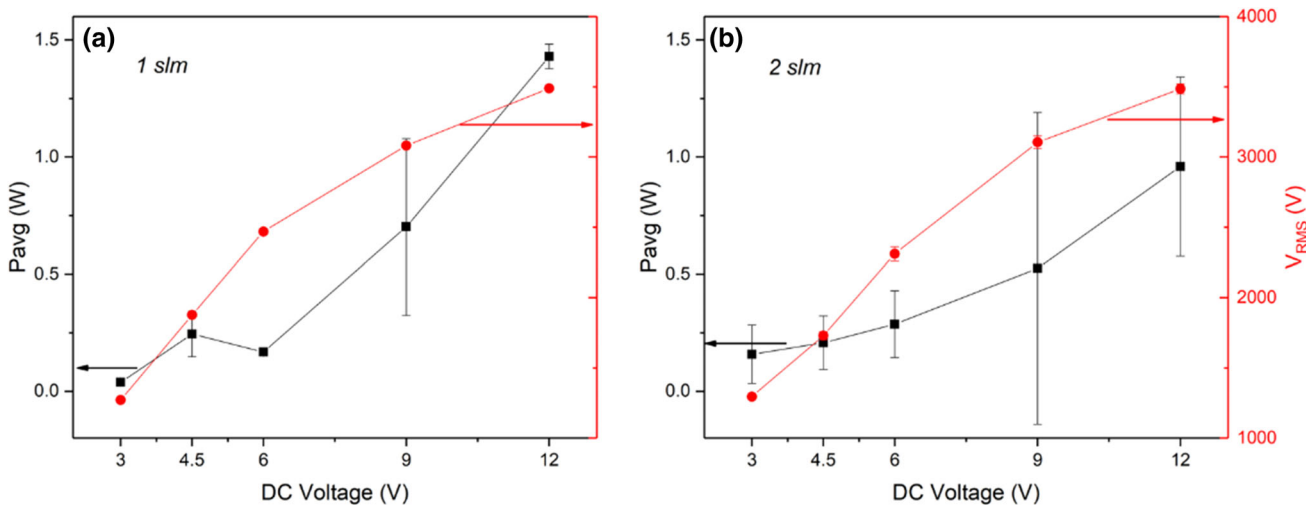 (a)
1 slm
1.5
1.0
0.5
0.0
Pavg (W)
3 4.5 6 9 12
DC Voltage (V)
(b)
2 slm
1.5
1.0
0.5
0.0
Pavg (W)
3 4.5 6 9 12
DC Voltage (V)
4000
3000
2000
1000
V_RMS (V)